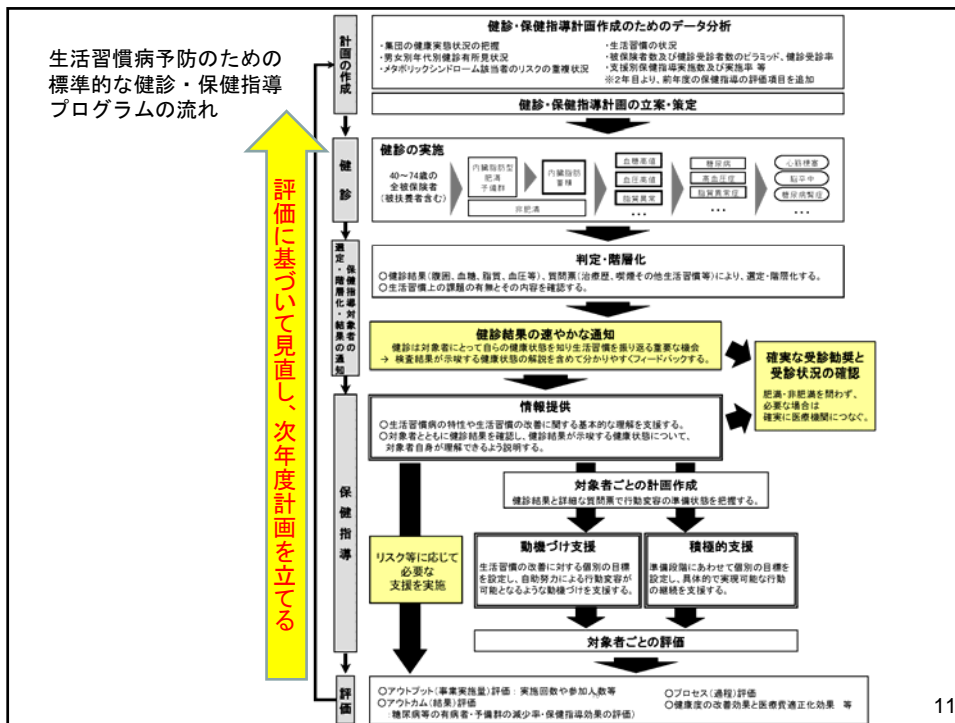 生活習慣病予防のための
標準的な健診・保健指導
プログラムの流れ
評価に基づいて見直し、次年度計画を立てる
計画の作成
健診・保健指導計画作成のためのデータ分析
・集団の健康実態状況の把握
・男女別年代別健診有所見状況
・メタボリックシンドローム該当者のリスクの重複状況
・生活習慣の状況
・被保険者数及び健診受診者数のピラミッド、健診受診率
・支援別保健指導実施数及び実施率 等
※2年目より、前年度の保健指導の評価項目を追加
健診・保健指導計画の立案・策定
健診
健診の実施
40～74歳の
全被保険者
(被扶養者含む)
内臓脂肪型
肥満
予備群
内臓脂肪
蓄積
非肥満
血糖高値
血圧高値
脂質異常
・・・
糖尿病
高血圧症
脂質異常症
・・・
心筋梗塞
脳卒中
糖尿病腎症
・・・
保健指導対象者の
選定・階層化・結果の通知
判定・階層化
○健診結果(腹囲、血糖、脂質、血圧等)、質問票(治療歴、喫煙その他生活習慣等)により、選定・階層化する。
○生活習慣上の課題の有無とその内容を確認する。
健診結果の速やかな通知
健診は対象者にとって自らの健康状態を知り生活習慣を振り返る重要な機会
→ 検査結果が示唆する健康状態の解説を含めて分かりやすくフィードバックする。
確実な受診勧奨と
受診状況の確認
肥満・非肥満を問わず、
必要な場合は
確実に医療機関につなぐ。
保健指導
情報提供
○生活習慣病の特性や生活習慣の改善に関する基本的な理解を支援する。
○対象者とともに健診結果を確認し、健診結果が示唆する健康状態について、
対象者自身が理解できるよう説明する。
対象者ごとの計画作成
健診結果と詳細な質問票で行動変容の準備状態を把握する。
リスク等に応じて
必要な
支援を実施
動機づけ支援
生活習慣の改善に対する個別の目標
を設定し、自助努力による行動変容が
可能となるような動機づけを支援する。
積極的支援
準備段階にあわせて個別の目標を
設定し、具体的で実現可能な行動
の継続を支援する。
対象者ごとの評価
評価
○アウトプット(事業実施量)評価：実施回数や参加人数等
○アウトカム(結果)評価
:糖尿病等の有病者・予備群の減少率・保健指導効果の評価)
○プロセス(過程)評価
○健康度の改善効果と医療費適正化効果 等
11